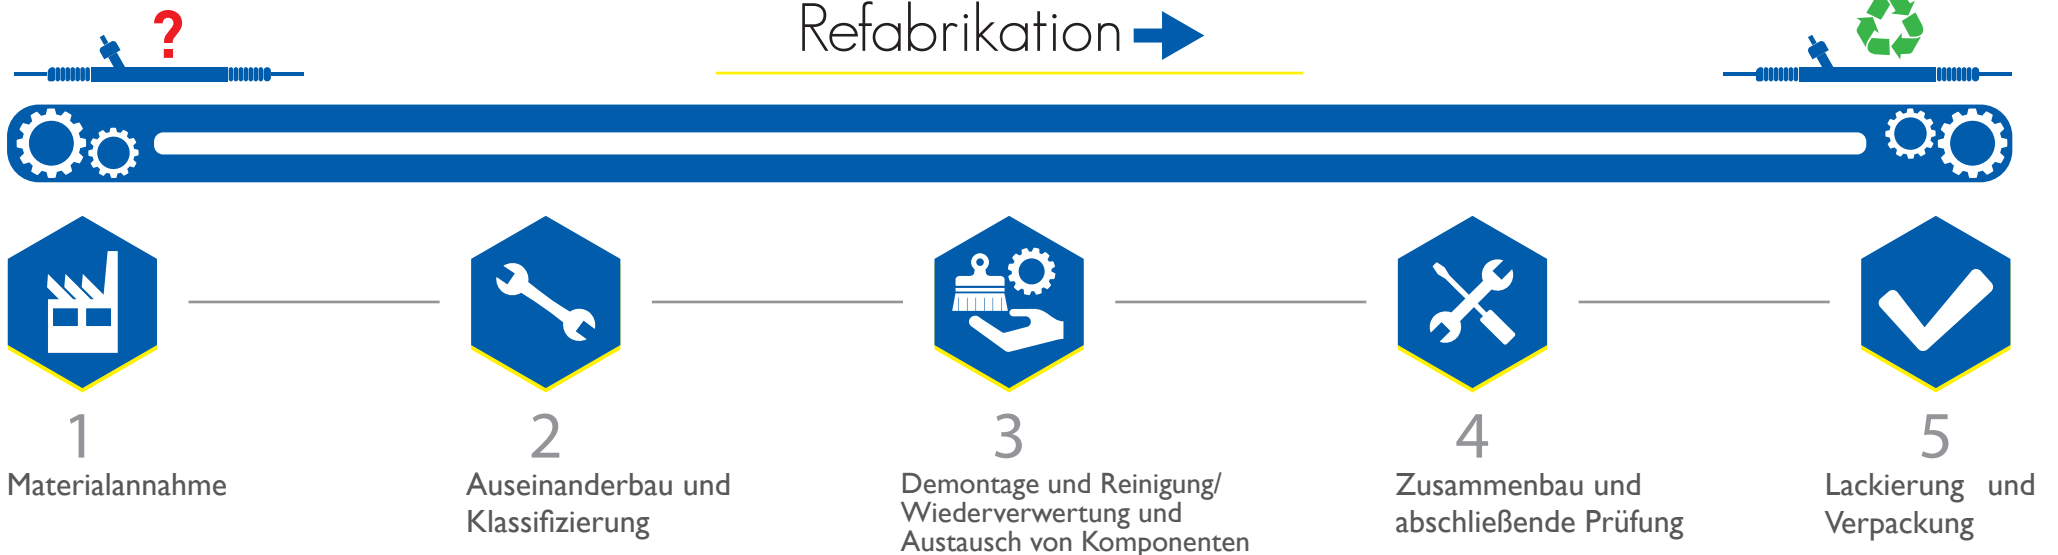 ?
Refabrikation
1
Materialannahme
2
Auseinanderbau und
Klassifizierung
3
Demontage und Reinigung/
Wiederverwertung und
Austausch von Komponenten
4
Zusammenbau und
abschließende Prüfung
5
Lackierung und
Verpackung